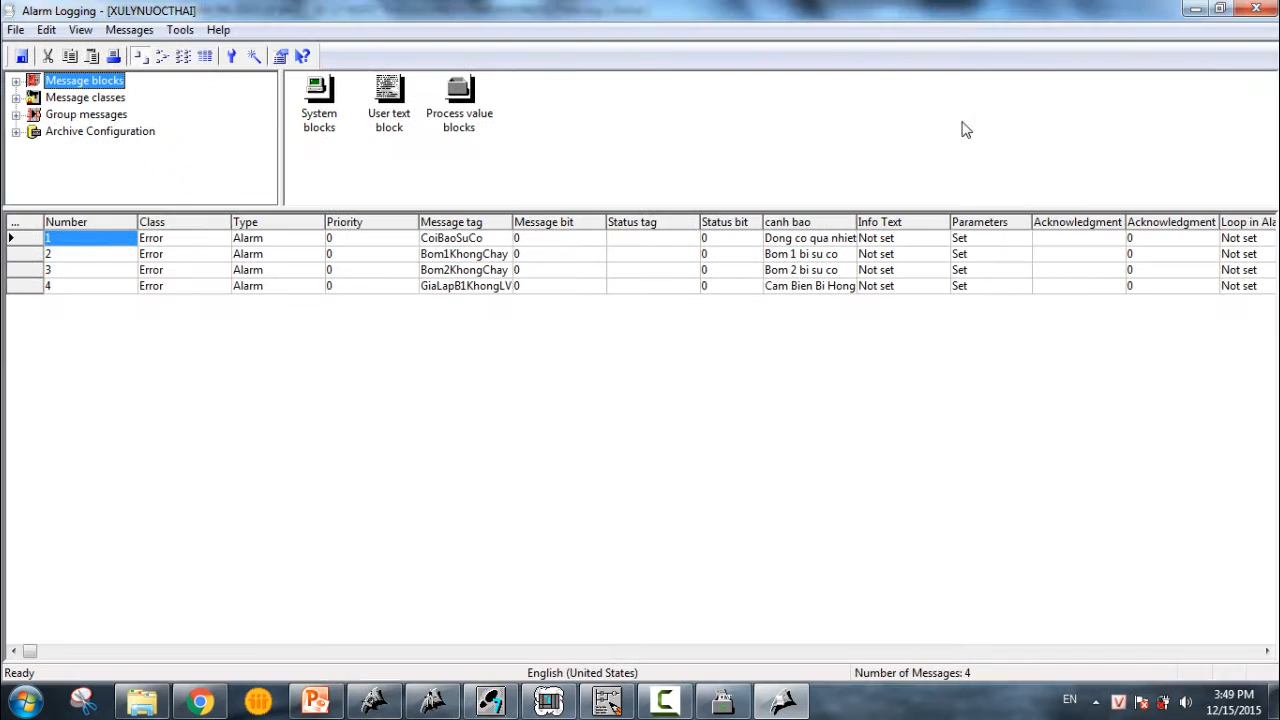 Alarm Logging - [XULYNUOCTHAI]
File Edit View Messages Tools Help
Message blocks
Message classes
Group messages
Archive Configuration
System blocks
User text block
Process value blocks
... Number Class Type Priority Message tag Message bit Status tag Status bit canh bao Info Text Parameters Acknowledgment Acknowledgment Loop in Ala
1 Error Alarm 0 CoiBaoSuCo 0 0 Dong co qua nhiet Not set Set 0 Not set
2 Error Alarm 0 Bom1KhongChay 0 0 Bom 1 bi su co Not set Set 0 Not set
3 Error Alarm 0 Bom2KhongChay 0 0 Bom 2 bi su co Not set Set 0 Not set
4 Error Alarm 0 GiaLapB1KhongLV 0 0 Cam Bien Bi Hong Not set Set 0 Not set
Ready English (United States) Number of Messages: 4
EN 3:49 PM
12/15/2015